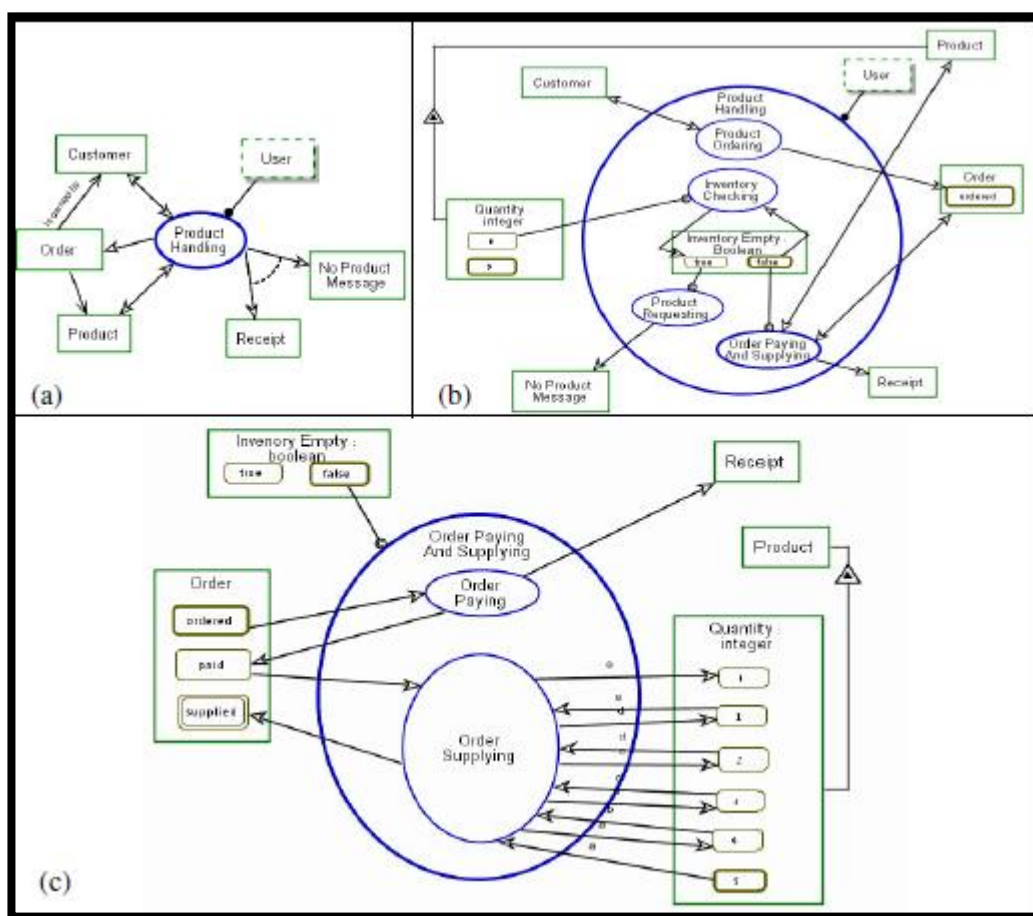 Customer
User
is owned by
Order
Product
Handling
No Product
Message
Product
Receipt
(a)
Product
User
Customer
Product
Handling
Product
Ordering
Order
ordered
Inventory
Checking
Quantity
integer
5
Inventory Empty :
Boolean
true
false
Product
Requesting
Order Paying
And Supplying
No Product
Message
Receipt
(b)
Invenory Empty :
boolean
true
false
Receipt
Order Paying
And Supplying
Product
Order
Order
Paying
ordered
Quantity :
integer
paid
supplied
Order
Supplying
1
2
5
(c)